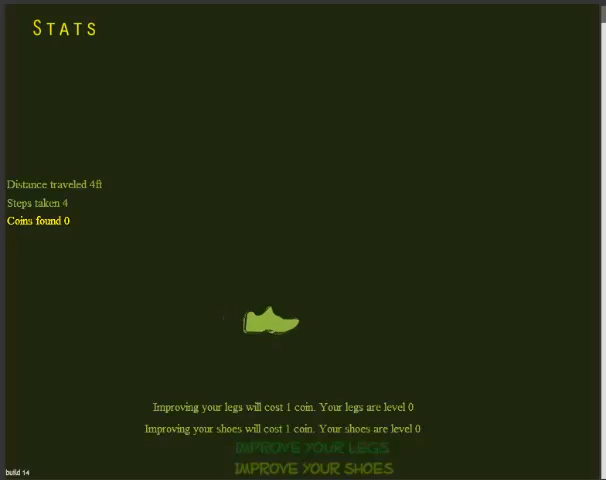 Stats
Distance traveled 4ft
Steps taken 4
Coins found 0
Improving your legs will cost 1 coin. Your legs are level 0
Improving your shoes will cost 1 coin. Your shoes are level 0
IMPROVE YOUR LEGS
IMPROVE YOUR SHOES
build 14